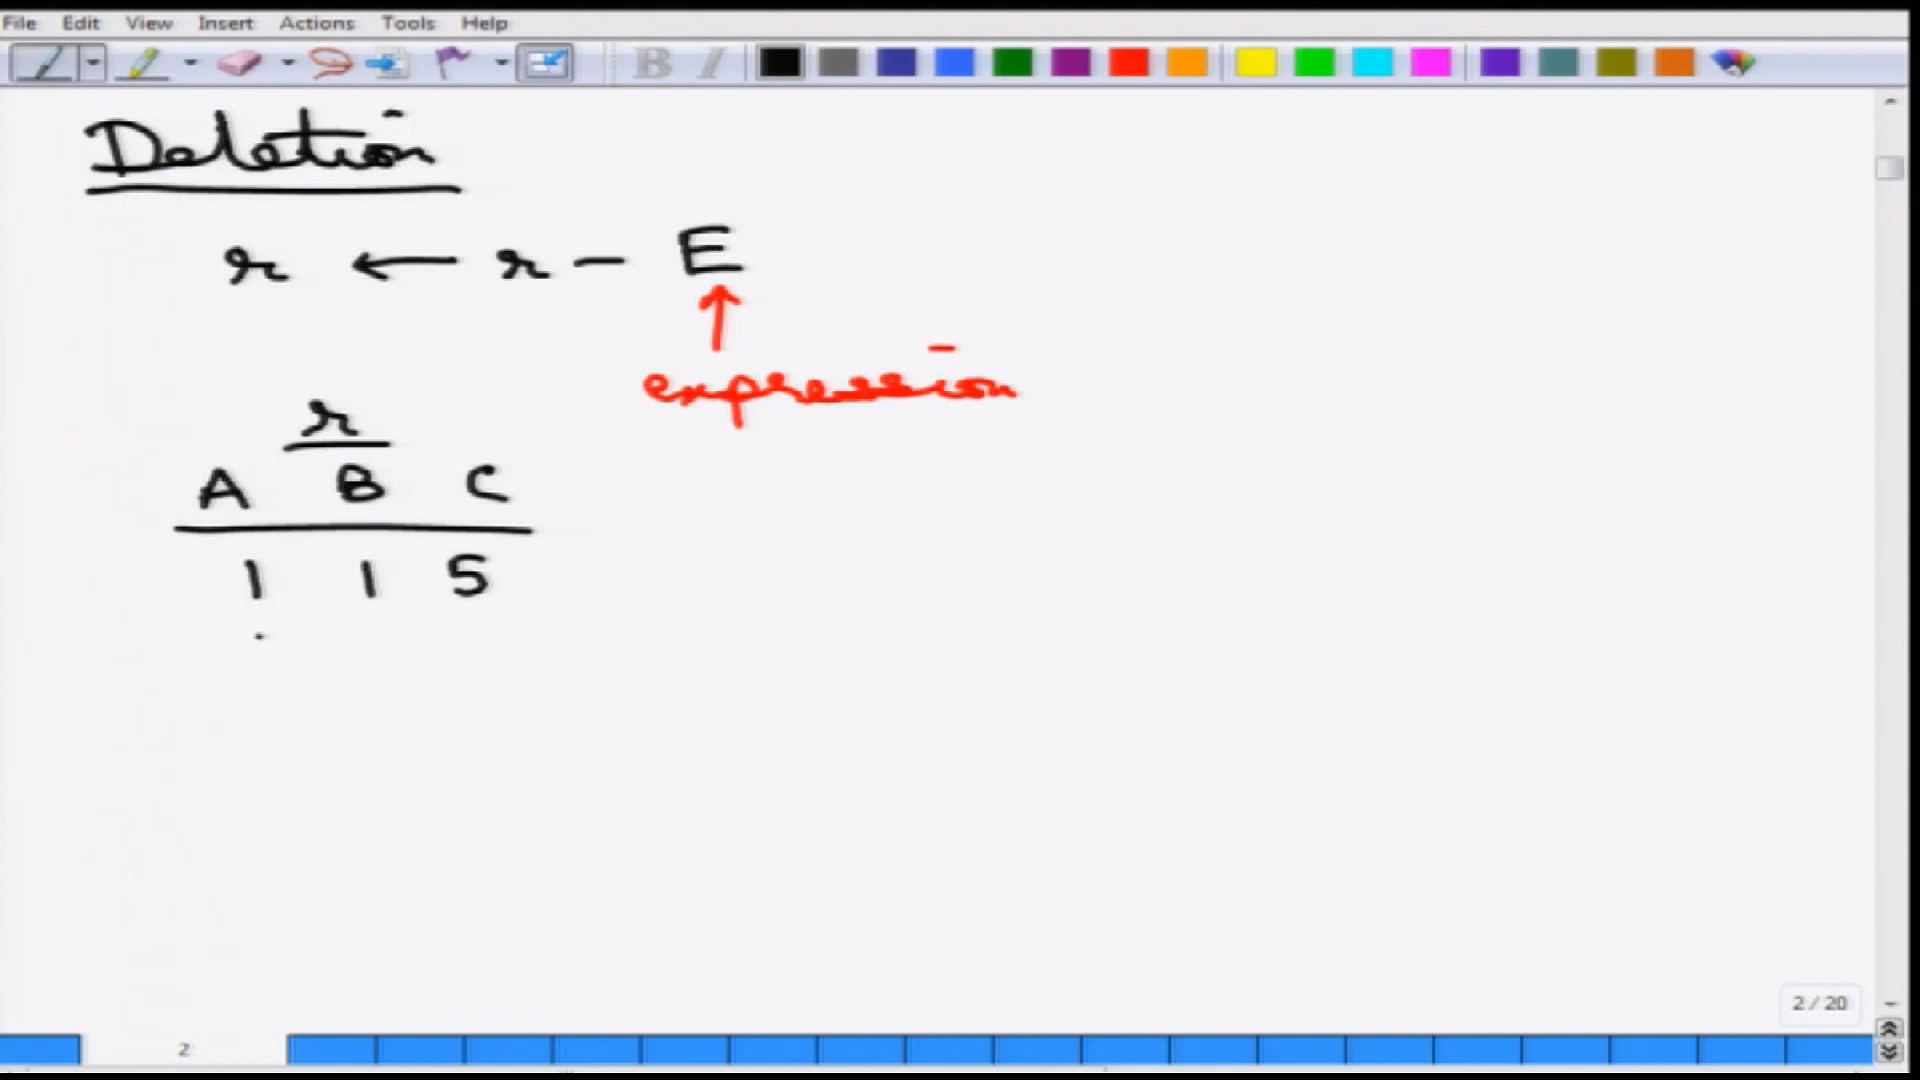 File Edit View Insert Actions Tools Help
B I
Deletion
r ← r - E
↑
expression
r
A B C
1 1 5
2 / 20
2